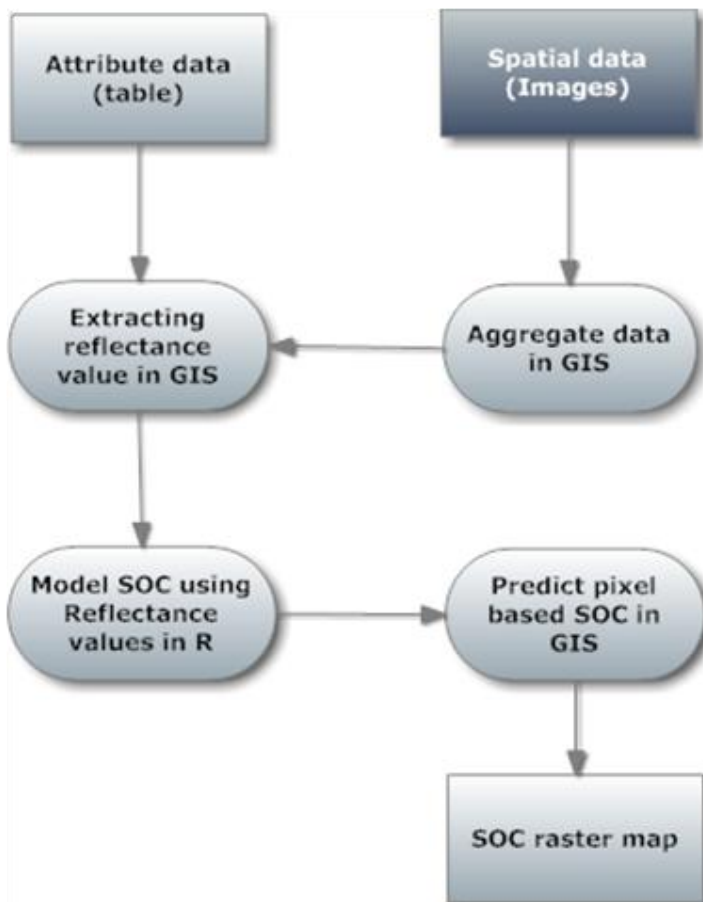 Attribute data
(table)
Spatial data
(Images)
Extracting
reflectance
value in GIS
Aggregate data
in GIS
Model SOC using
Reflectance
values in R
Predict pixel
based SOC in
GIS
SOC raster map